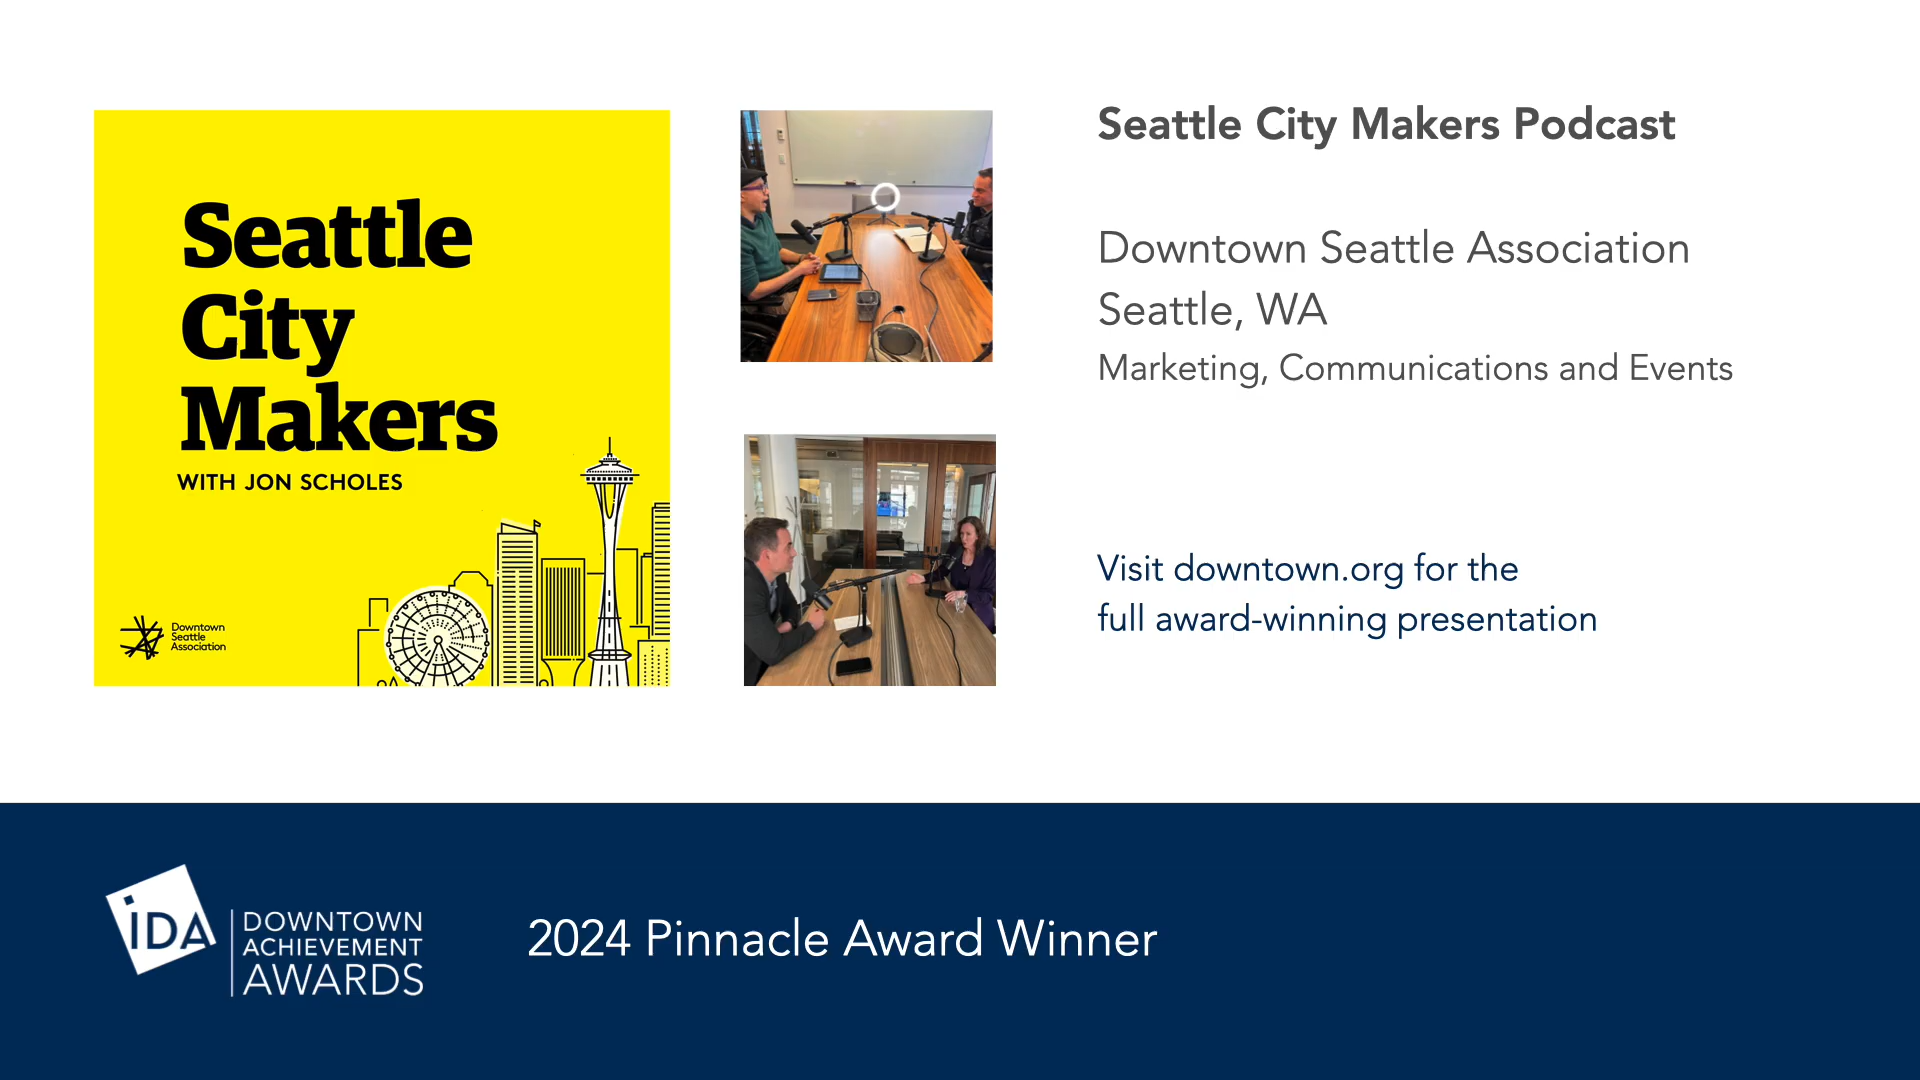 Seattle
City
Makers
WITH JON SCHOLES
Downtown
Seattle
Association
Seattle City Makers Podcast
Downtown Seattle Association
Seattle, WA
Marketing, Communications and Events
Visit downtown.org for the
full award-winning presentation
iDA
DOWNTOWN
ACHIEVEMENT
AWARDS
2024 Pinnacle Award Winner